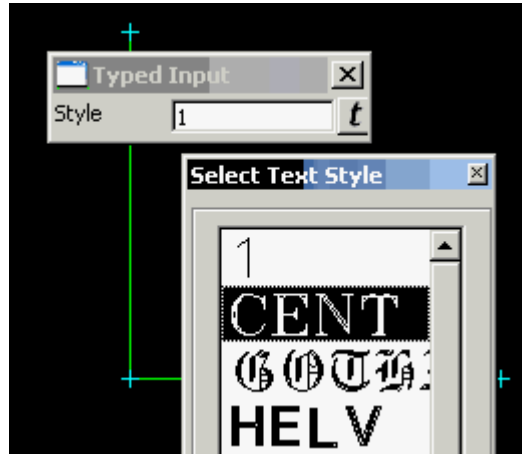 Typed Input
Style 1 t
Select Text Style
1
CENT
HELV